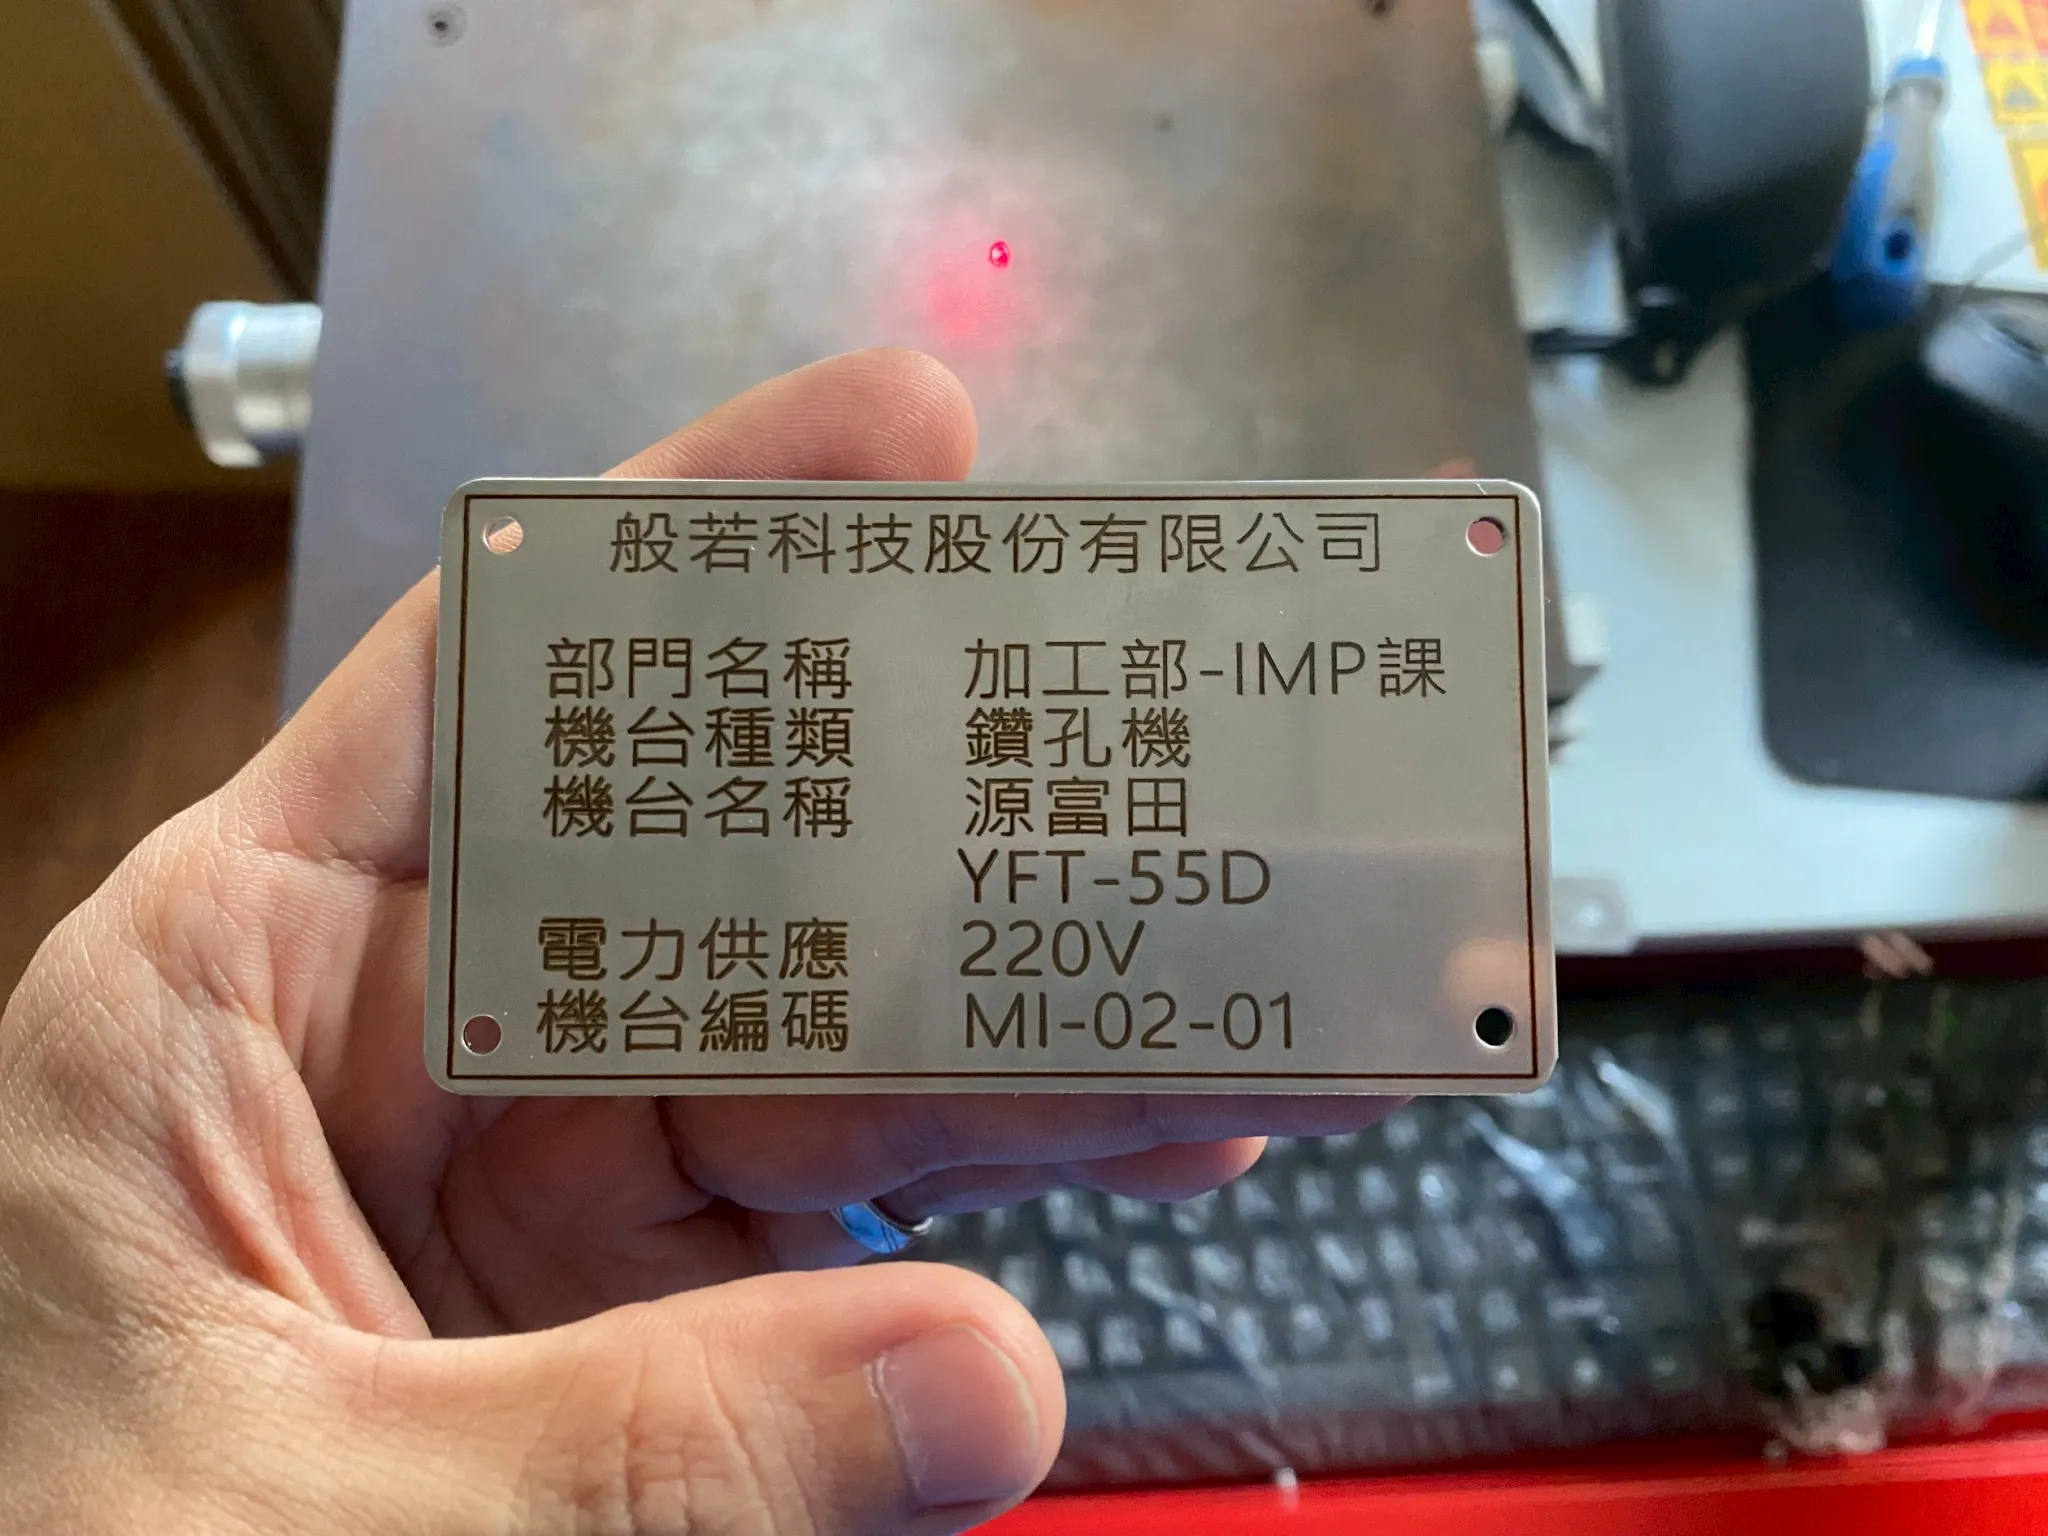 般若科技股份有限公司
部門名稱 加工部-IMP課
機台種類 鑽孔機
機台名稱 源富田
YFT-55D
電力供應 220V
機台編碼 MI-02-01